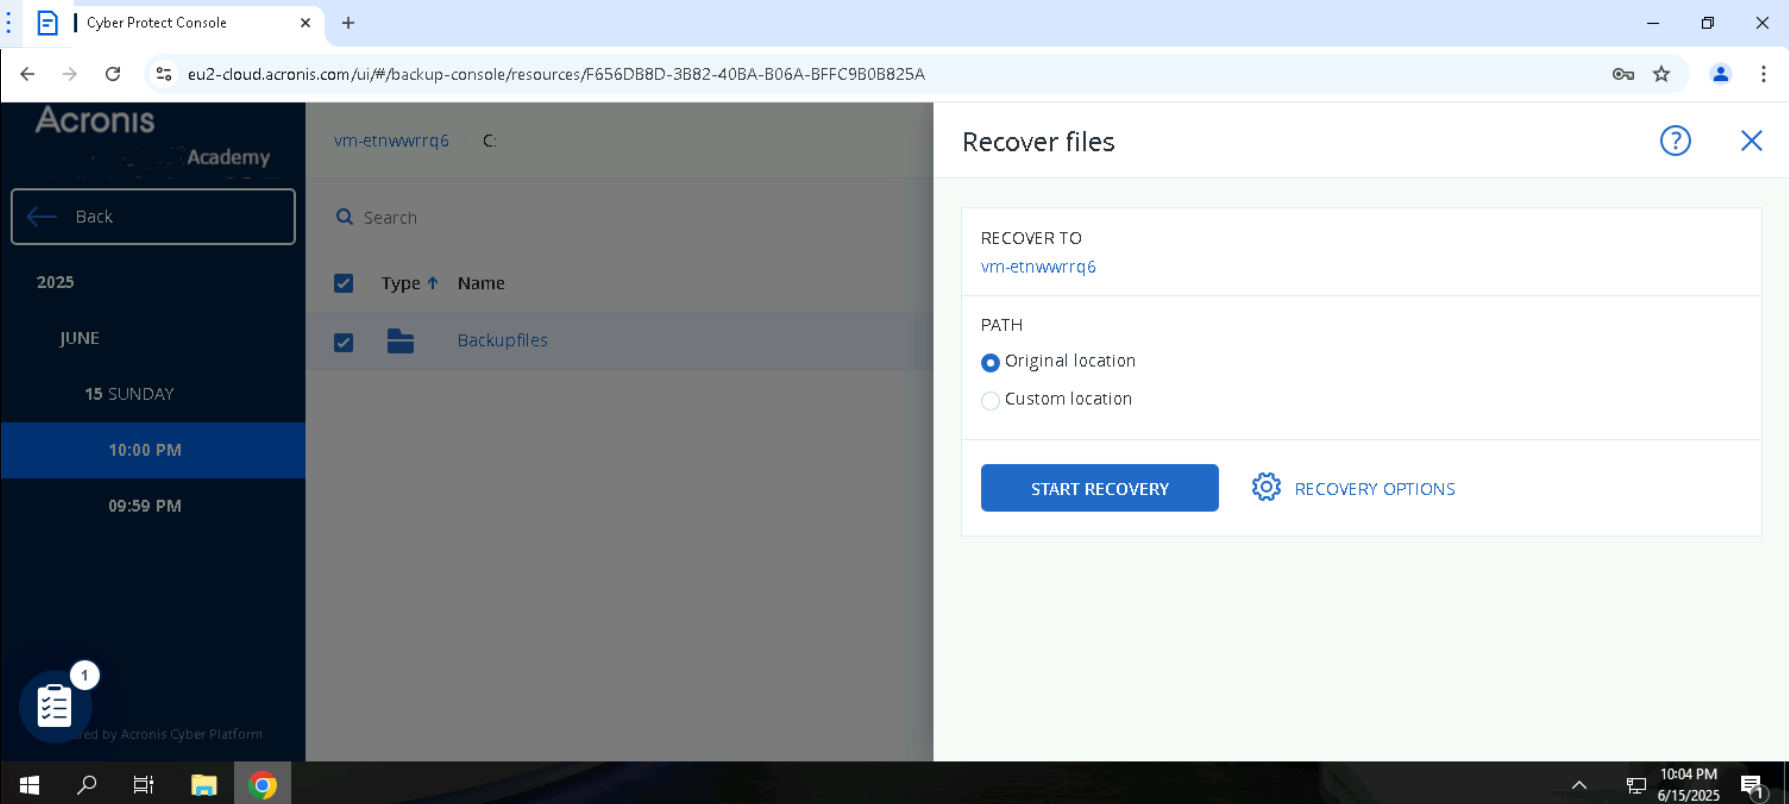 Cyber Protect Console
eu2-cloud.acronis.com/ui/#/backup-console/resources/F656DB8D-3B82-40BA-B06A-BFFC9B0B825A
Acronis
Academy
Back
2025
JUNE
15 SUNDAY
10:00 PM
09:59 PM
1
ered by Acronis Cyber Platform
vm-etnwwrrq6 C:
Search
Type Name
Backupfiles
Recover files
?
RECOVER TO
vm-etnwwrrq6
PATH
Original location
Custom location
START RECOVERY
RECOVERY OPTIONS
10:04 PM
6/15/2025
1